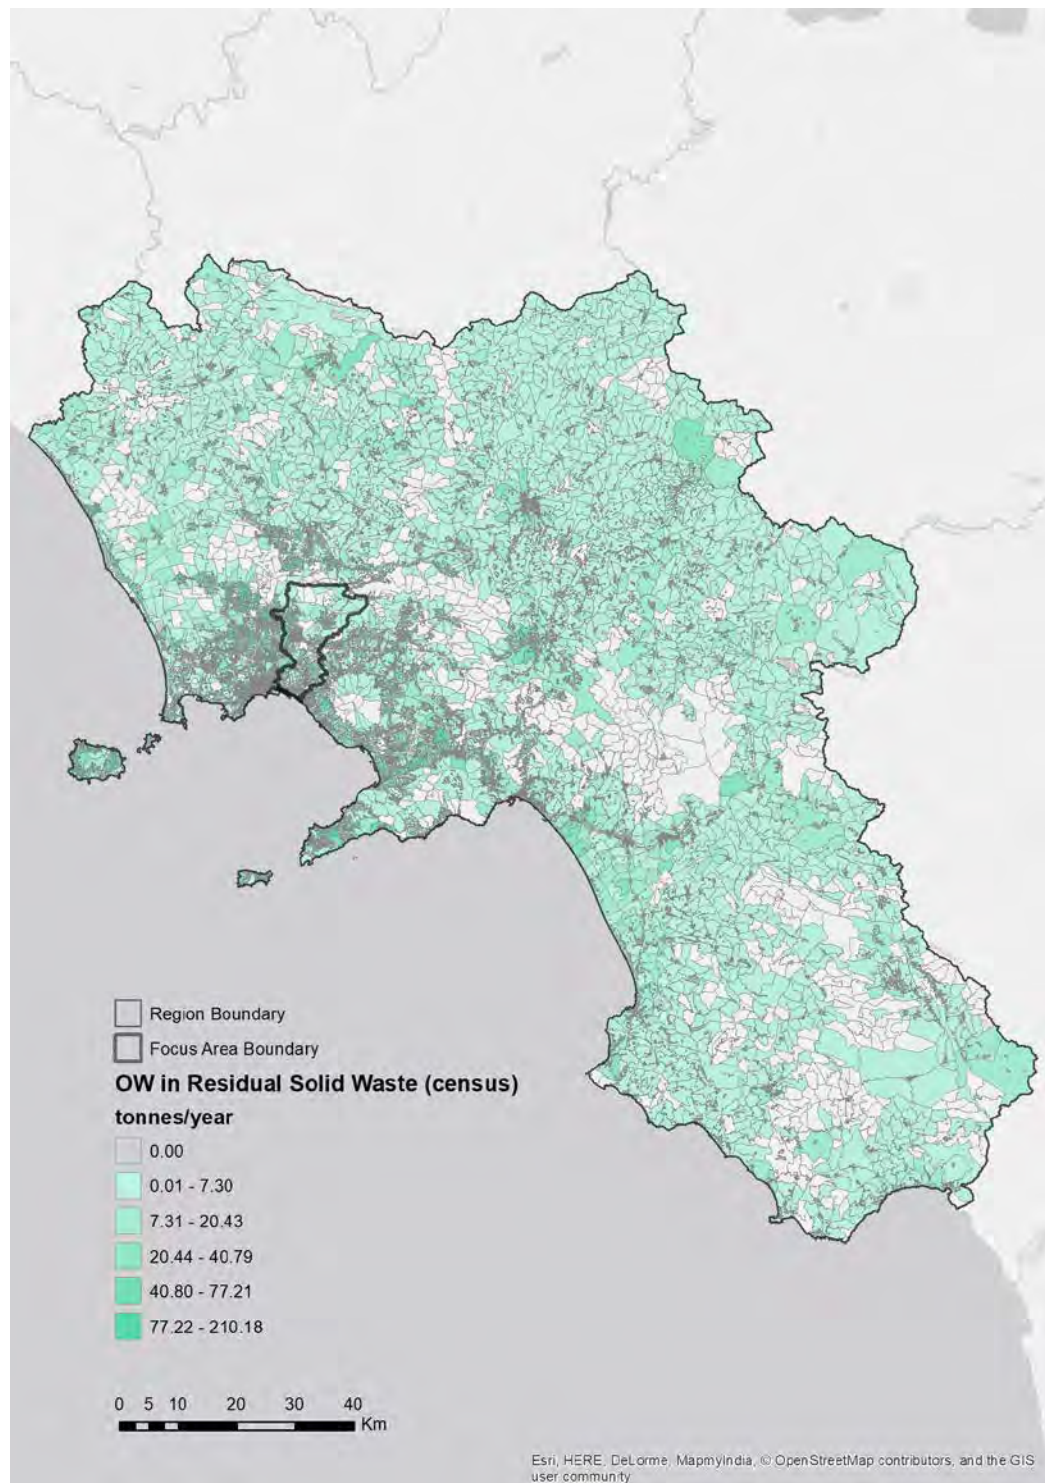 Region Boundary
Focus Area Boundary
OW in Residual Solid Waste (census)
tonnes/year
0.00
0.01 - 7.30
7.31 - 20.43
20.44 - 40.79
40.80 - 77.21
77.22 - 210.18
0 5 10 20 30 40
Km
Esri, HERE, DeLorme, MapmyIndia, © OpenStreetMap contributors, and the GIS
user community